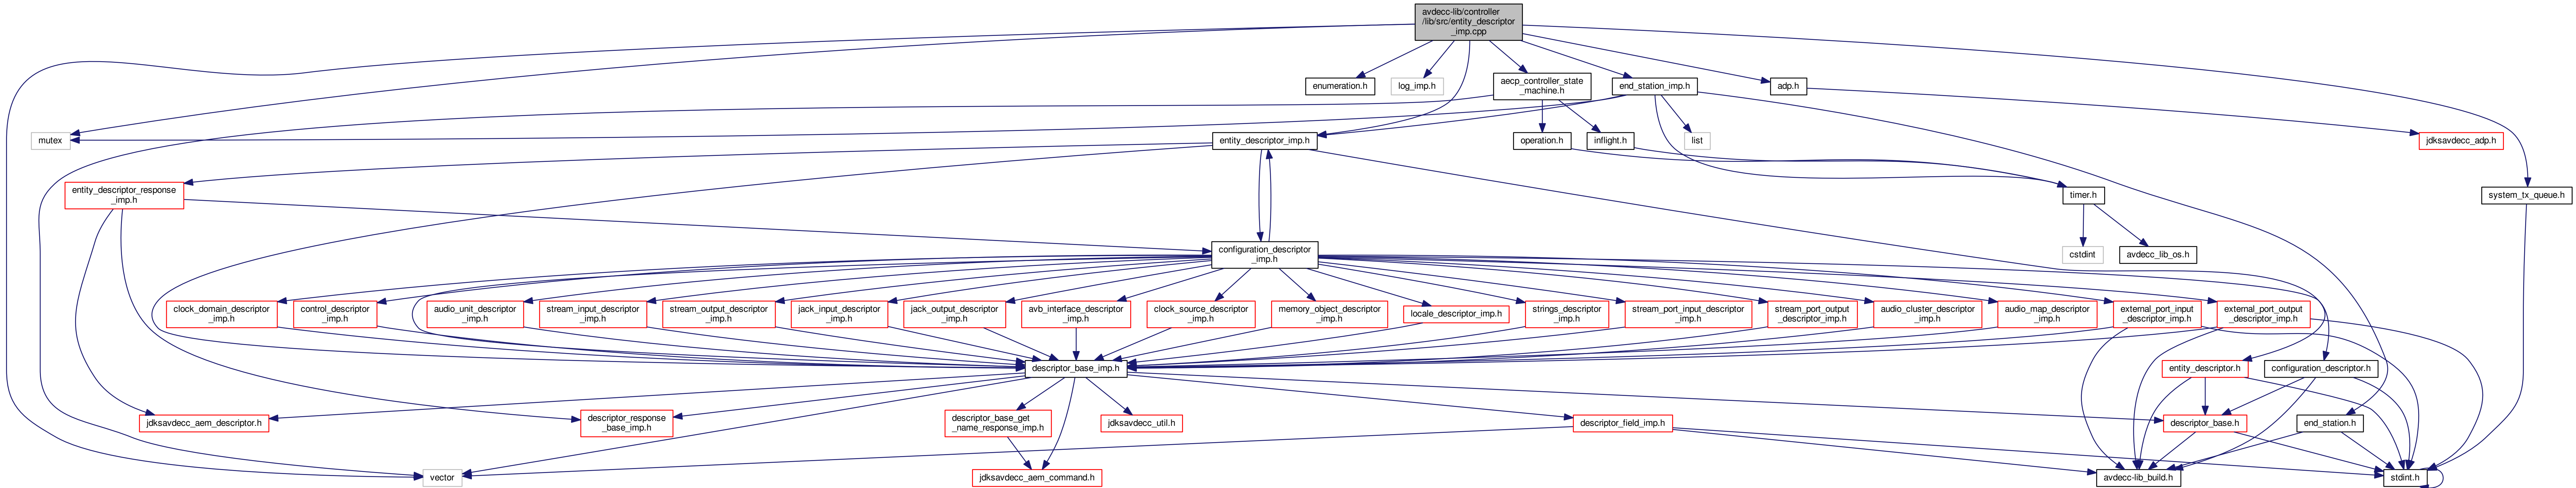 avdecc-lib/controller
/lib/src/entity_descriptor
_imp.cpp
enumeration.h
log_imp.h
aecp_controller_state
_machine.h
end_station_imp.h
adp.h
mutex
entity_descriptor_imp.h
operation.h
inflight.h
list
jdksavdecc_adp.h
entity_descriptor_response
_imp.h
timer.h
system_tx_queue.h
configuration_descriptor
_imp.h
cstdint
avdecc_lib_os.h
clock_domain_descriptor
_imp.h
control_descriptor
_imp.h
audio_unit_descriptor
_imp.h
stream_input_descriptor
_imp.h
stream_output_descriptor
_imp.h
jack_input_descriptor
_imp.h
jack_output_descriptor
_imp.h
avb_interface_descriptor
_imp.h
clock_source_descriptor
_imp.h
memory_object_descriptor
_imp.h
locale_descriptor_imp.h
strings_descriptor
_imp.h
stream_port_input_descriptor
_imp.h
stream_port_output
_descriptor_imp.h
audio_cluster_descriptor
_imp.h
audio_map_descriptor
_imp.h
external_port_input
_descriptor_imp.h
external_port_output
_descriptor_imp.h
descriptor_base_imp.h
entity_descriptor.h
configuration_descriptor.h
jdksavdecc_aem_descriptor.h
descriptor_response
_base_imp.h
descriptor_base_get
_name_response_imp.h
jdksavdecc_util.h
descriptor_field_imp.h
descriptor_base.h
end_station.h
vector
jdksavdecc_aem_command.h
avdecc-lib_build.h
stdint.h